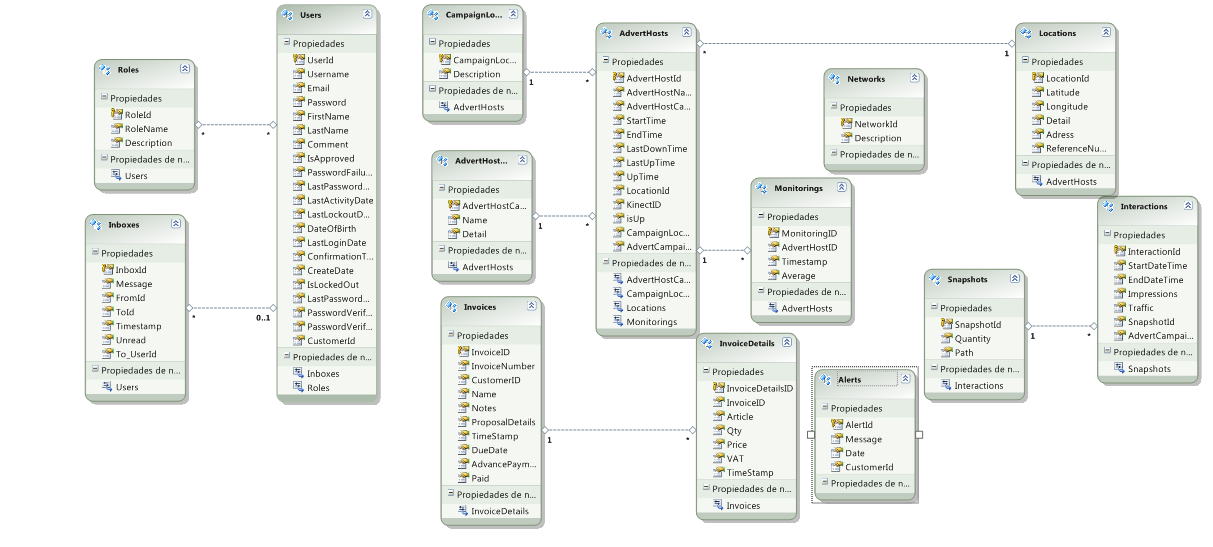 Roles
Propiedades
RoleId
RoleName
Description
Propiedades de n...
Users
*
*
Inboxes
Propiedades
InboxId
Message
FromId
ToId
Timestamp
Unread
To_UserId
Propiedades de n...
Users
*
0..1
Users
Propiedades
UserId
Username
Email
Password
FirstName
LastName
Comment
IsApproved
PasswordFailu...
LastPassword...
LastActivityDate
LastLockoutD...
DateOfBirth
LastLoginDate
ConfirmationT...
CreateDate
IsLockedOut
LastPassword...
PasswordVerif...
PasswordVerif...
CustomerId
Propiedades de n...
Inboxes
Roles
CampaignLo...
Propiedades
CampaignLoc...
Description
Propiedades de n...
AdvertHosts
1
*
AdvertHost...
Propiedades
AdvertHostCa...
Name
Detail
Propiedades de n...
AdvertHosts
1
*
Invoices
Propiedades
InvoiceID
InvoiceNumber
CustomerID
Name
Notes
ProposalDetails
TimeStamp
DueDate
AdvancePaym...
Paid
Propiedades de n...
InvoiceDetails
1
*
AdvertHosts
Propiedades
AdvertHostId
AdvertHostNa...
AdvertHostCa...
StartTime
EndTime
LastDownTime
LastUpTime
UpTime
LocationId
KinectID
isUp
CampaignLoc...
AdvertCampai...
Propiedades de n...
AdvertHostCa...
CampaignLoc...
Locations
Monitorings
*
1
1
*
InvoiceDetails
Propiedades
InvoiceDetailsID
InvoiceID
Article
Qty
Price
VAT
TimeStamp
Propiedades de n...
Invoices
Networks
Propiedades
NetworkId
Description
Propiedades de n...
Monitorings
Propiedades
MonitoringID
AdvertHostID
Timestamp
Average
Propiedades de n...
AdvertHosts
Alerts
Propiedades
AlertId
Message
Date
CustomerId
Propiedades de n...
Locations
Propiedades
LocationId
Latitude
Longitude
Detail
Adress
ReferenceNu...
Propiedades de n...
AdvertHosts
Snapshots
Propiedades
SnapshotId
Quantity
Path
Propiedades de n...
Interactions
1
*
Interactions
Propiedades
InteractionId
StartDateTime
EndDateTime
Impressions
Traffic
SnapshotId
AdvertCampai...
Propiedades de n...
Snapshots